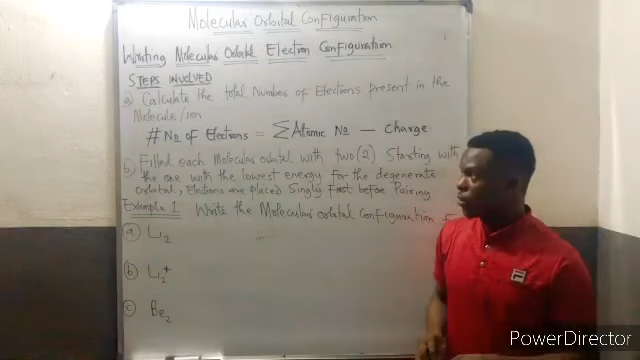 Molecular Orbital Configuration
Writing Molecular Orbital Electron Configuration.
STEPS INVOLVED
a) Calculate the total Number of Electrons present in the
Molecule/ion
# No of Electrons = ∑ Atomic No - charge
b) Filled each Molecular orbital with two(2) Starting with
the one with the lowest energy for the degenerate
orbital, Electrons are placed Singly First before Pairing
Example 1: Write the Molecular orbital Configuration
(a) Li2
(b) Li2+
(c) Be2
FILA
PowerDirector